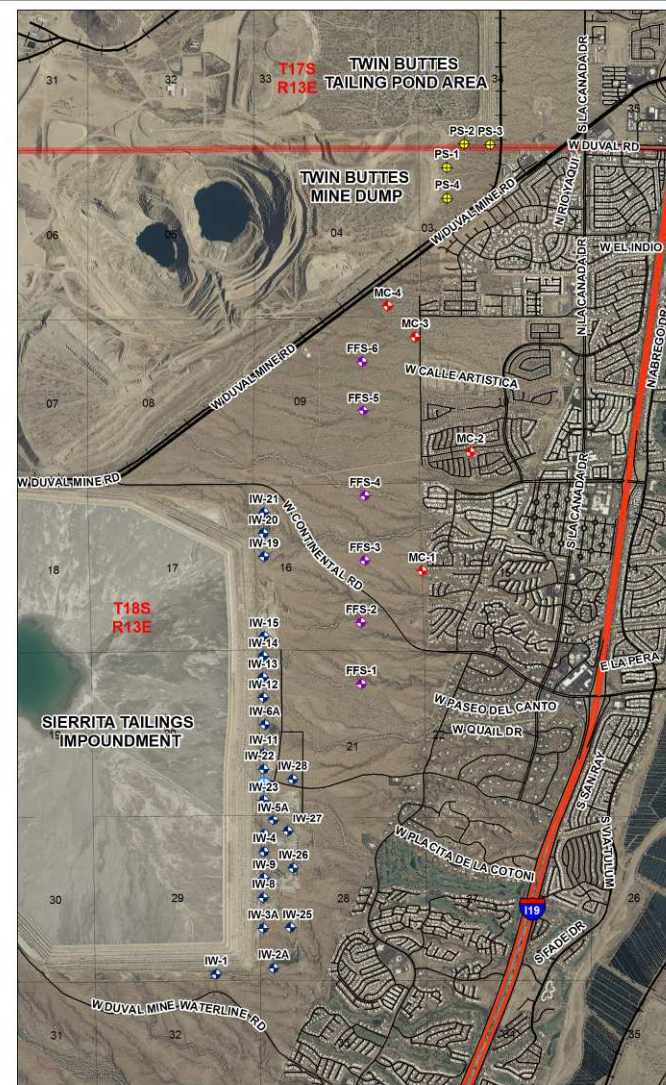 31
32
33
T17S
R13E
TWIN BUTTES
TAILING POND AREA
34
S LA CANADA DR
35
PS-2
PS-3
W DUVAL RD
PS-1
PS-4
TWIN BUTTES
MINE DUMP
N RIO YAQUI
06
05
04
03
W DUVAL MINE RD
W EL INDIO
N LA CANADA DR
N ABREGO DR
MC-4
MC-3
FFS-6
W CALLE ARTISTICA
W DUVAL MINE RD
07
08
09
FFS-5
MC-2
S LA CANADA DR
W DUVAL MINE RD
FFS-4
IW-21
IW-20
IW-19
W CONTINENTAL RD
18
17
16
FFS-3
MC-1
15
14
T18S
R13E
FFS-2
IW-15
IW-14
IW-13
IW-12
E LA PERA
FFS-1
W PASEO DEL CANTO
IW-6A
SIERRITA TAILINGS
IMPOUNDMENT
19
20
21
22
23
W QUAIL DR
IW-11
IW-22
IW-28
IW-23
S SAN RAY
IW-5A
IW-27
IW-4
W PLACITA DE LA COTONI
S VIA TULUM
IW-9
IW-26
IW-8
30
29
28
26
IW-3A
IW-25
I19
S FADE DR
IW-1
IW-2A
W DUVAL MINE WATERLINE RD
31
32
33
34
35